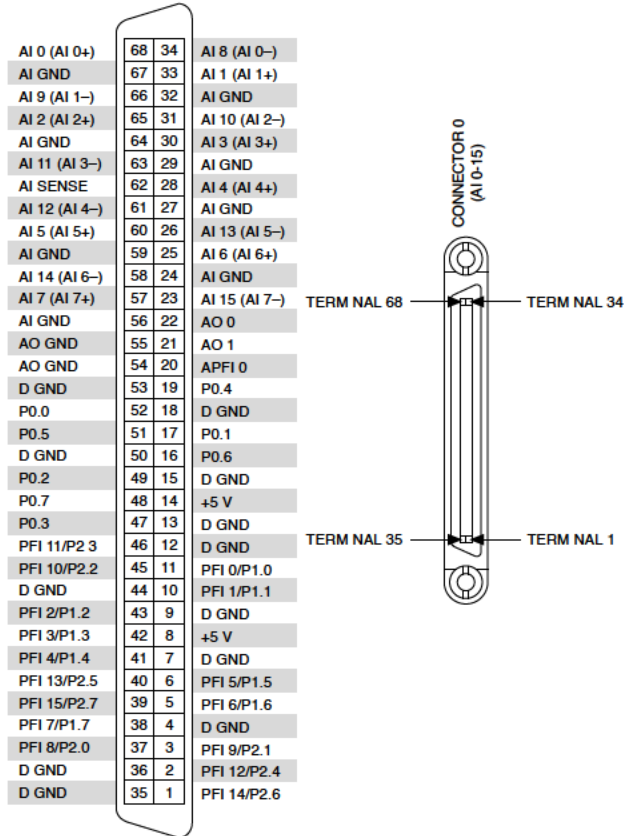 AI 0 (AI 0+) 68 34 AI 8 (AI 0–)
AI GND 67 33 AI 1 (AI 1+)
AI 9 (AI 1–) 66 32 AI GND
AI 2 (AI 2+) 65 31 AI 10 (AI 2–)
AI GND 64 30 AI 3 (AI 3+)
AI 11 (AI 3–) 63 29 AI GND
AI SENSE 62 28 AI 4 (AI 4+)
AI 12 (AI 4–) 61 27 AI GND
AI 5 (AI 5+) 60 26 AI 13 (AI 5–)
AI GND 59 25 AI 6 (AI 6+)
AI 14 (AI 6–) 58 24 AI GND
AI 7 (AI 7+) 57 23 AI 15 (AI 7–)
AI GND 56 22 AO 0
AO GND 55 21 AO 1
AO GND 54 20 APFI 0
D GND 53 19 P0.4
P0.0 52 18 D GND
P0.5 51 17 P0.1
D GND 50 16 P0.6
P0.2 49 15 D GND
P0.7 48 14 +5 V
P0.3 47 13 D GND
PFI 11/P2 3 46 12 D GND
PFI 10/P2.2 45 11 PFI 0/P1.0
D GND 44 10 PFI 1/P1.1
PFI 2/P1.2 43 9 D GND
PFI 3/P1.3 42 8 +5 V
PFI 4/P1.4 41 7 D GND
PFI 13/P2.5 40 6 PFI 5/P1.5
PFI 15/P2.7 39 5 PFI 6/P1.6
PFI 7/P1.7 38 4 D GND
PFI 8/P2.0 37 3 PFI 9/P2.1
D GND 36 2 PFI 12/P2.4
D GND 35 1 PFI 14/P2.6
CONNECTOR 0
(AI 0-15)
TERM NAL 68 TERM NAL 34
TERM NAL 35 TERM NAL 1